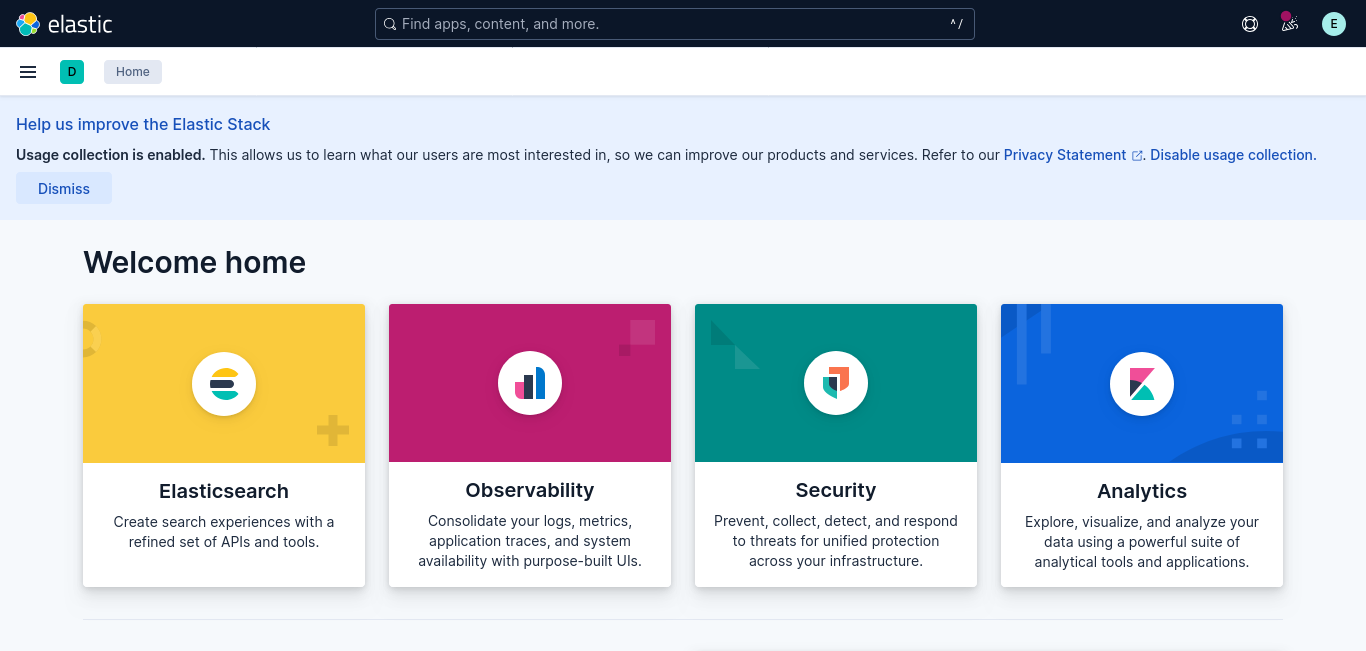 elastic
Find apps, content, and more.
^/
E
D
Home
Help us improve the Elastic Stack
Usage collection is enabled. This allows us to learn what our users are most interested in, so we can improve our products and services. Refer to our Privacy Statement. Disable usage collection.
Dismiss
Welcome home
Elasticsearch
Create search experiences with a
refined set of APIs and tools.
Observability
Consolidate your logs, metrics,
application traces, and system
availability with purpose-built UIs.
Security
Prevent, collect, detect, and respond
to threats for unified protection
across your infrastructure.
Analytics
Explore, visualize, and analyze your
data using a powerful suite of
analytical tools and applications.